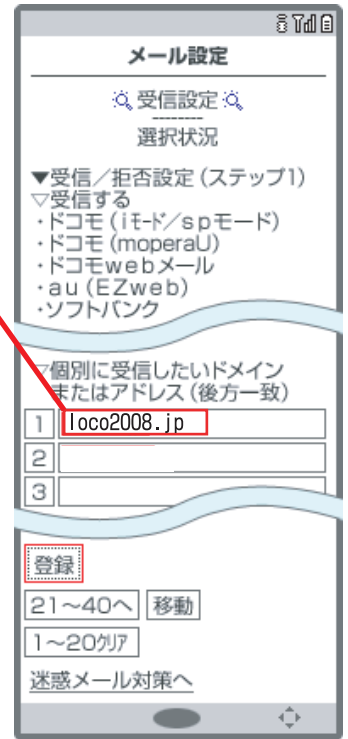 メール設定
受信設定
選択状況
▼受信／拒否設定(ステップ1)
▽受信する
・ドコモ(iモード／spモード)
・ドコモ(moperaU)
・ドコモwebメール
・au(EZweb)
・ソフトバンク
▽個別に受信したいドメイン
またはアドレス(後方一致)
1 loco2008.jp
2
3
登録
21～40へ 移動
1～20クリア
迷惑メール対策へ